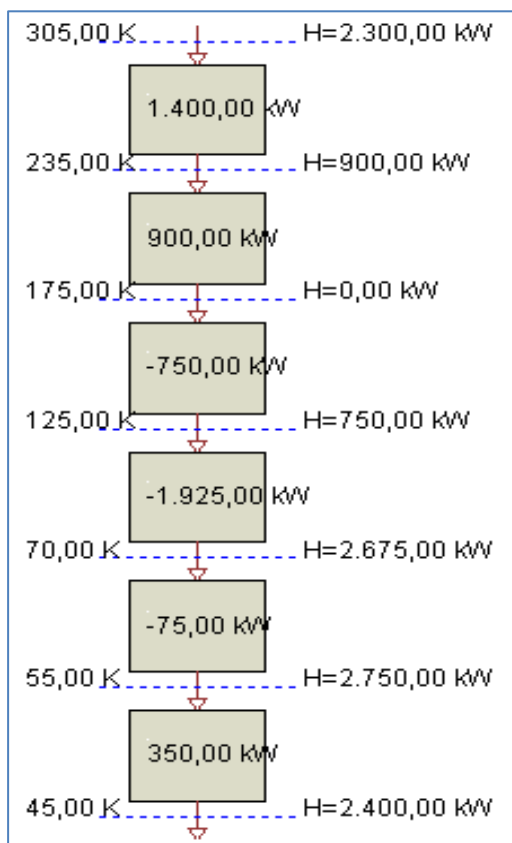 305,00 K H=2.300,00 kW
1.400,00 kW
235,00 K H=900,00 kW
900,00 kW
175,00 K H=0,00 kW
-750,00 kW
125,00 K H=750,00 kW
-1.925,00 kW
70,00 K H=2.675,00 kW
-75,00 kW
55,00 K H=2.750,00 kW
350,00 kW
45,00 K H=2.400,00 kW